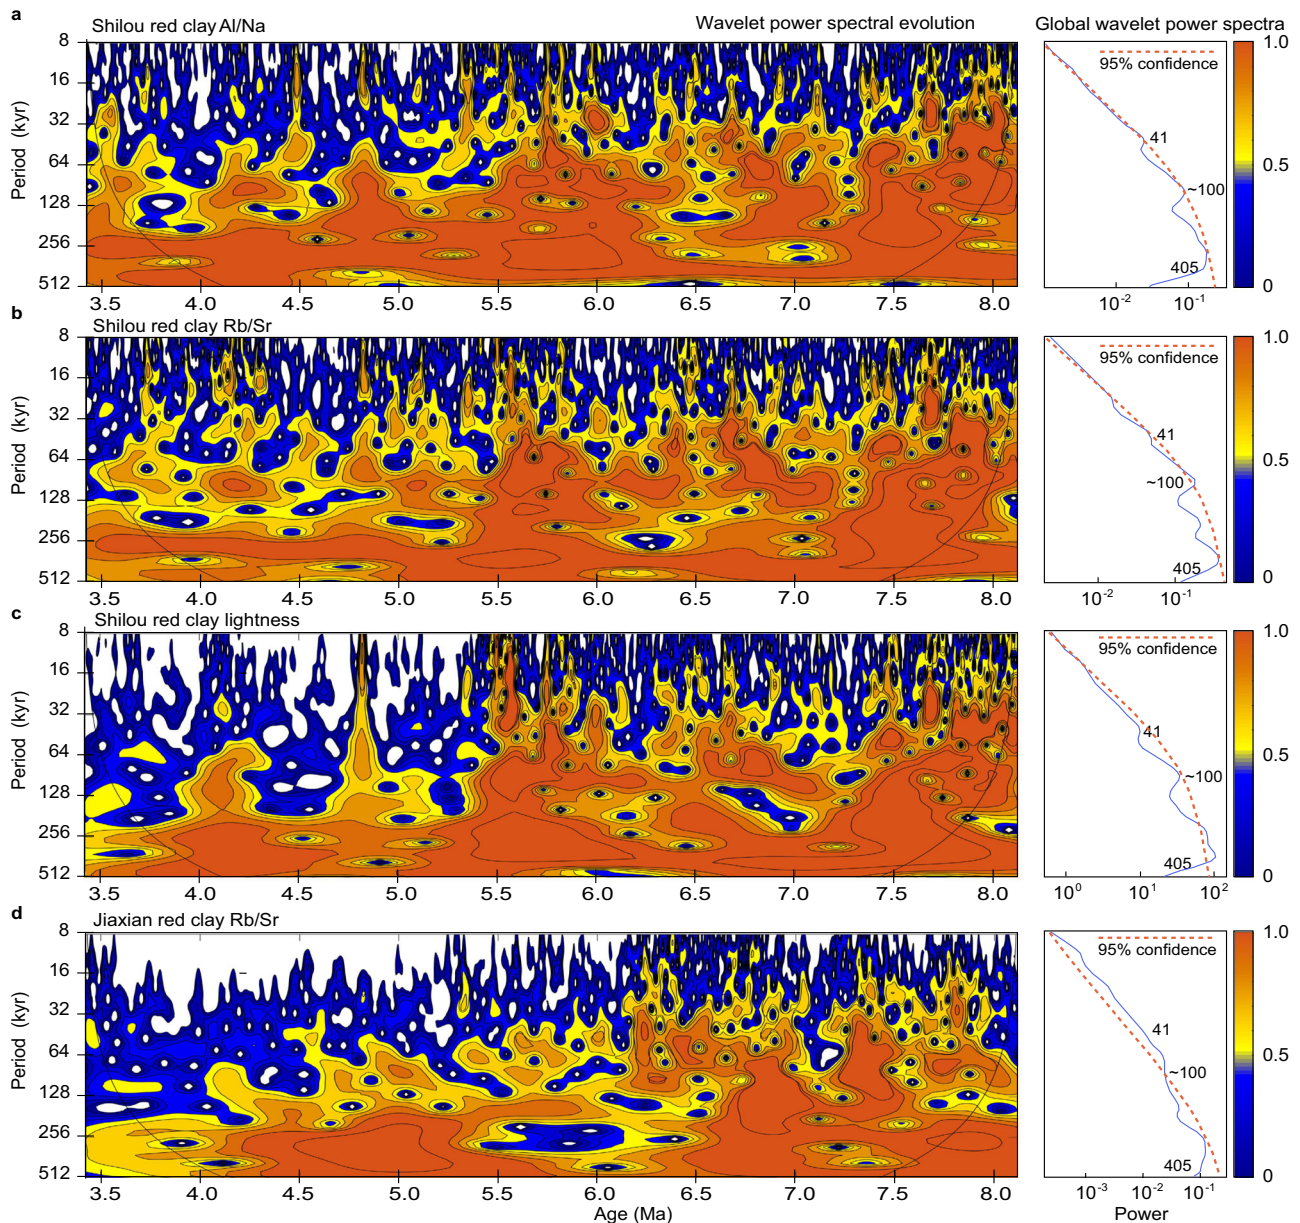 a
Shilou red clay Al/Na
Wavelet power spectral evolution
Global wavelet power spectra
Period (kyr)
8
16
32
64
128
256
512
3.5 4.0 4.5 5.0 5.5 6.0 6.5 7.0 7.5 8.0
95% confidence
41
~100
405
10-2 10-1
1.0
0.5
0
b
Shilou red clay Rb/Sr
Period (kyr)
8
16
32
64
128
256
512
3.5 4.0 4.5 5.0 5.5 6.0 6.5 7.0 7.5 8.0
95% confidence
41
~100
405
10-2 10-1
1.0
0.5
0
c
Shilou red clay lightness
Period (kyr)
8
16
32
64
128
256
512
3.5 4.0 4.5 5.0 5.5 6.0 6.5 7.0 7.5 8.0
95% confidence
41
~100
405
100 101 102
1.0
0.5
0
d
Jiaxian red clay Rb/Sr
Period (kyr)
8
16
32
64
128
256
512
3.5 4.0 4.5 5.0 5.5 6.0 6.5 7.0 7.5 8.0
Age (Ma)
95% confidence
41
~100
405
10-3 10-2 10-1
Power
1.0
0.5
0